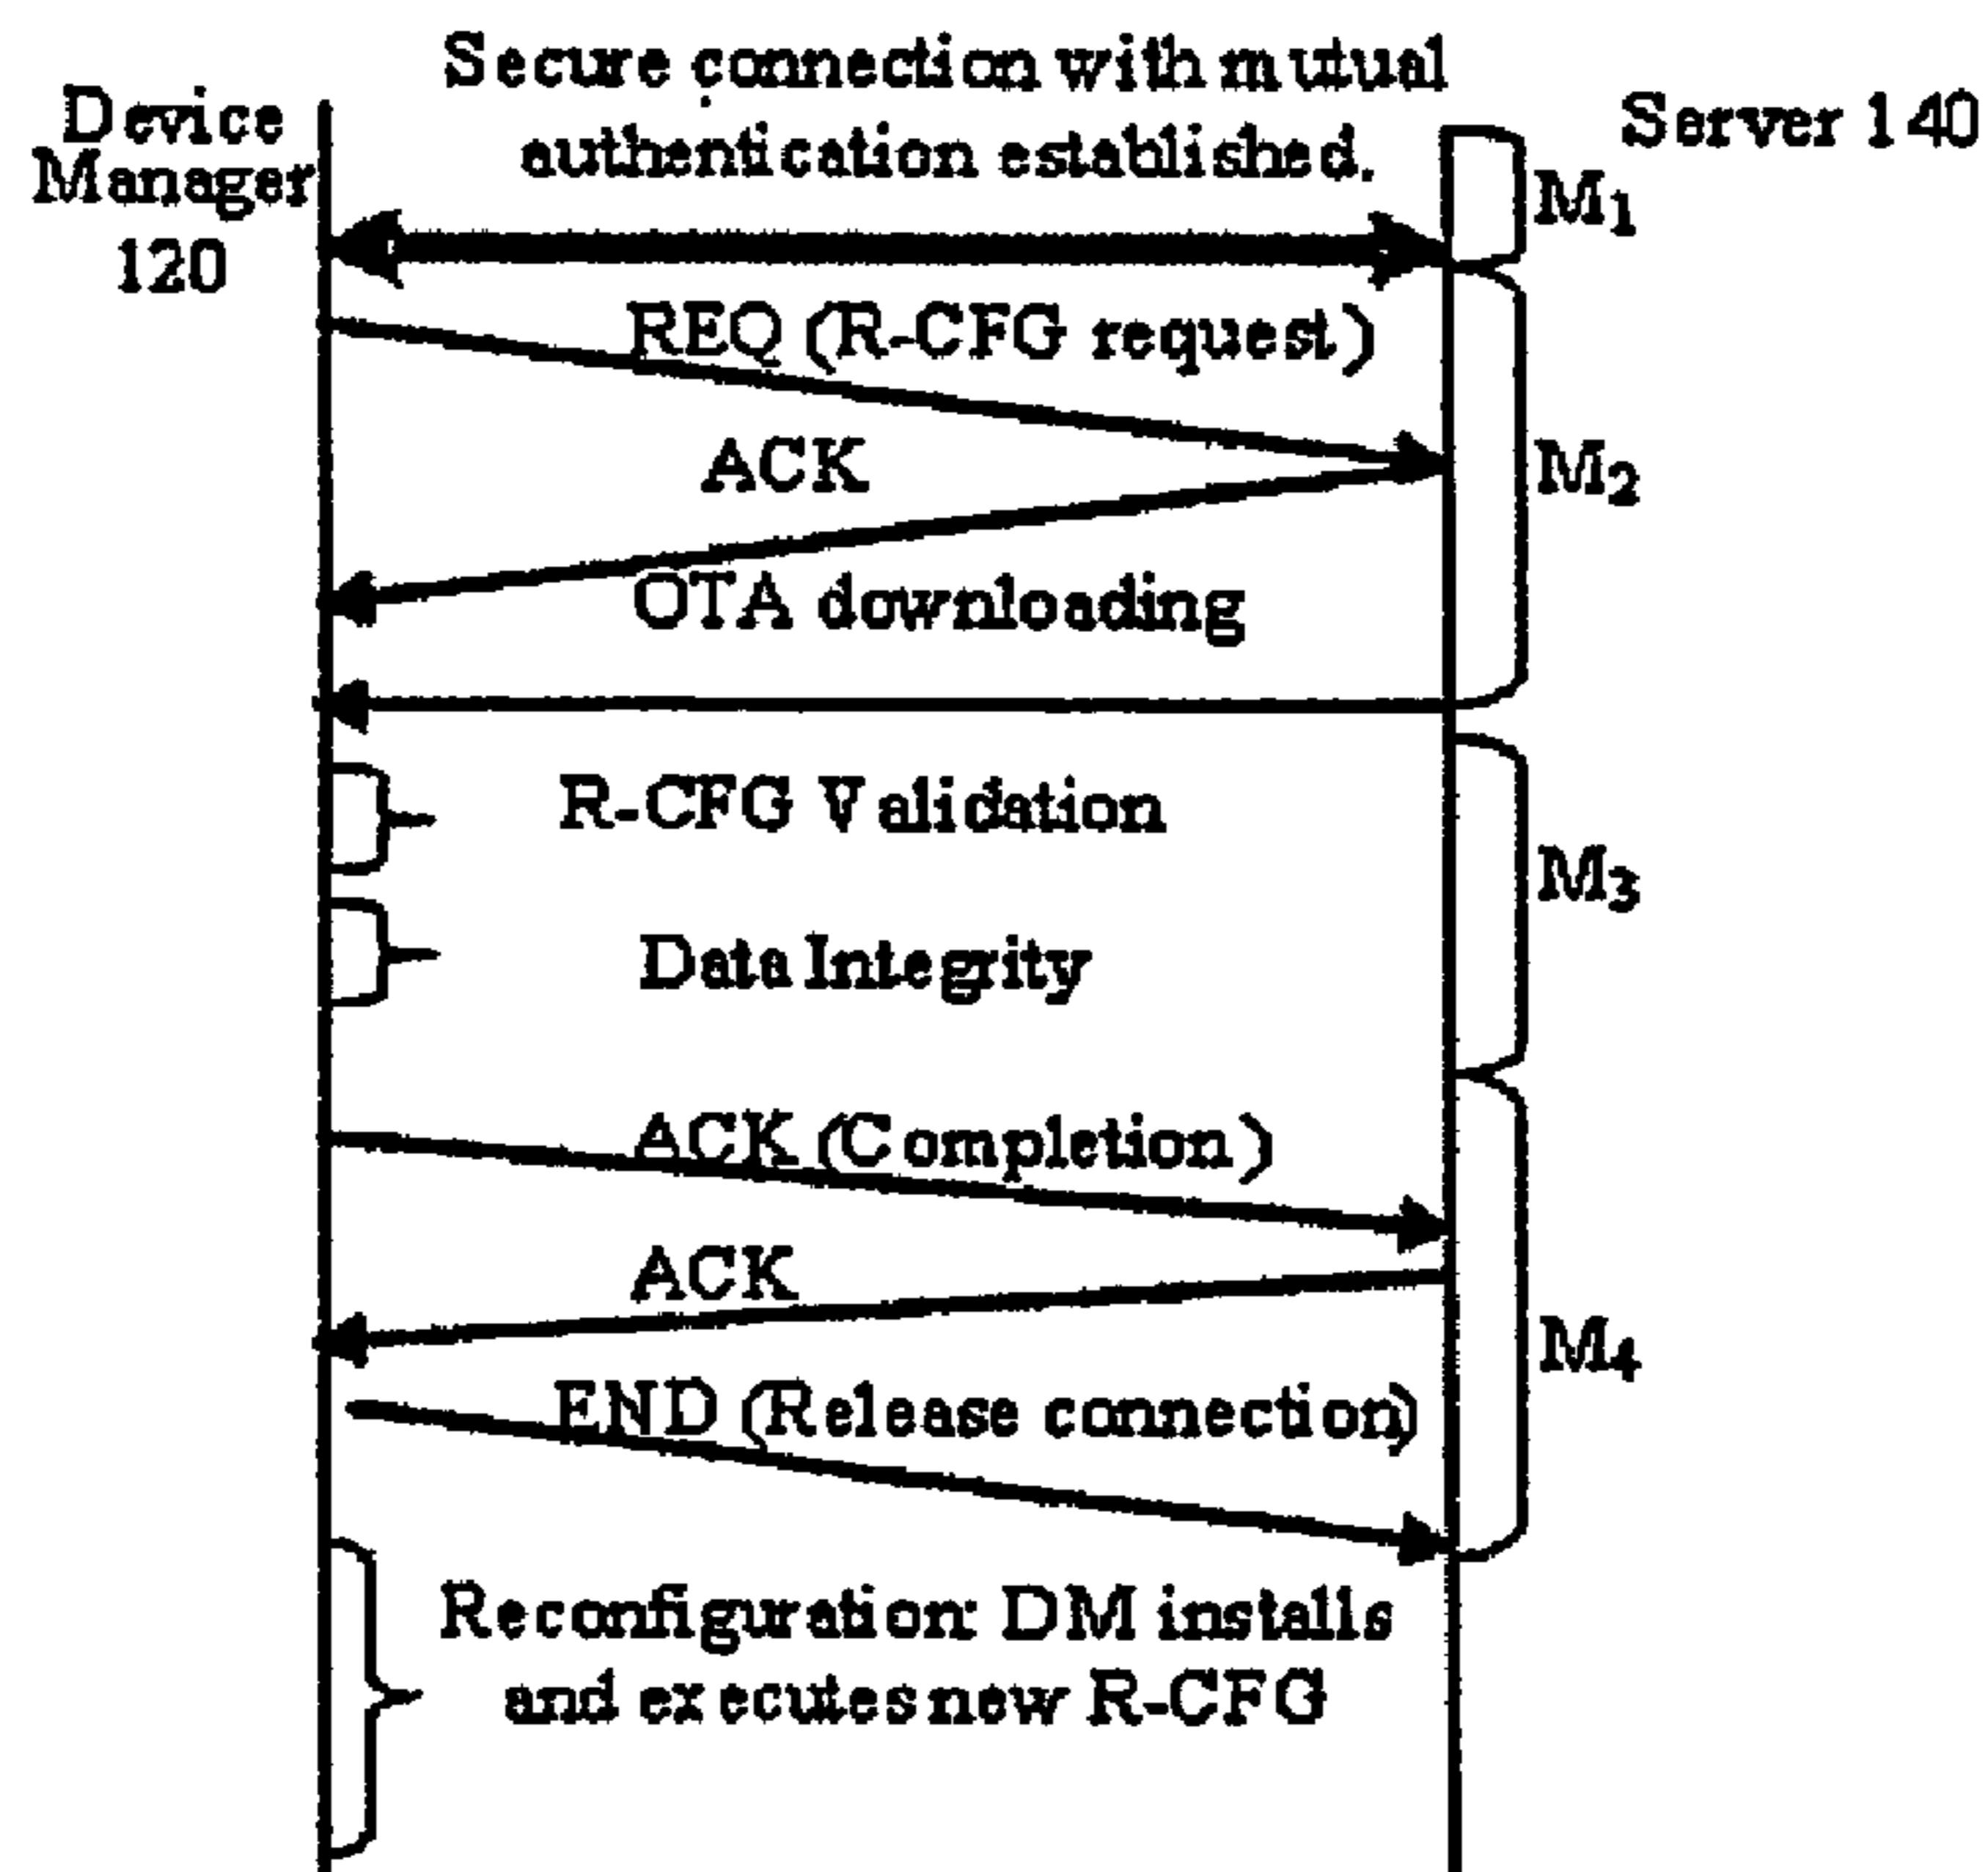 Secure connection with mutual
authentication established.
Device
Manager
120
Server 140
M1
REQ (R-CFG request)
ACK
M2
OTA downloading
R-CFG Validation
M3
Data Integrity
ACK (Completion)
ACK
M4
END (Release connection)
Reconfiguration: DM installs
and executes new R-CFG